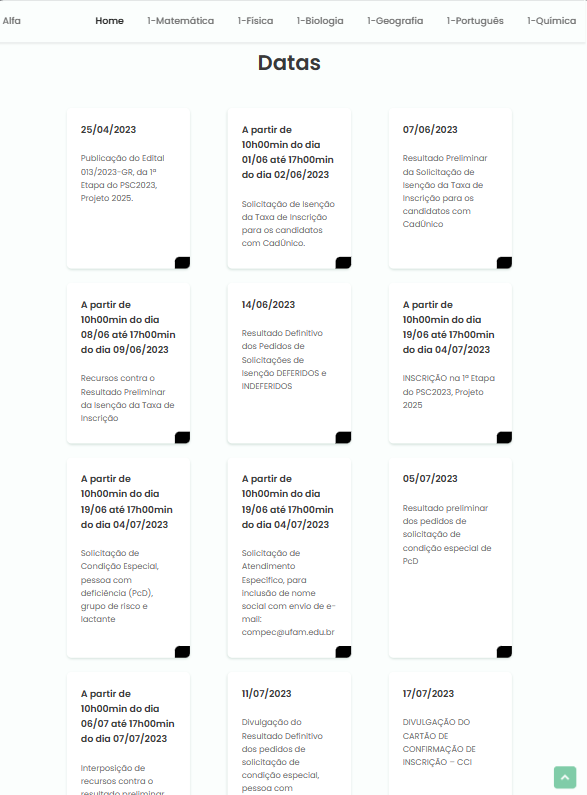 Alfa Home 1-Matemática 1-Física 1-Biologia 1-Geografia 1-Português 1-Química
Datas
25/04/2023
Publicação do Edital
013/2023-GR, da 1ª
Etapa do PSC2023,
Projeto 2025.
A partir de
10h00min do dia
01/06 até 17h00min
do dia 02/06/2023
Solicitação de Isenção
da Taxa de Inscrição
para os candidatos
com CadÚnico.
07/06/2023
Resultado Preliminar
da Solicitação de
Isenção da Taxa de
Inscrição para os
candidatos com
CadÚnico
A partir de
10h00min do dia
08/06 até 17h00min
do dia 09/06/2023
Recursos contra o
Resultado Preliminar
da Isenção da Taxa de
Inscrição
14/06/2023
Resultado Definitivo
dos Pedidos de
Solicitações de
Isenção DEFERIDOS e
INDEFERIDOS
A partir de
10h00min do dia
19/06 até 17h00min
do dia 04/07/2023
INSCRIÇÃO na 1ª Etapa
do PSC2023, Projeto
2025
A partir de
10h00min do dia
19/06 até 17h00min
do dia 04/07/2023
Solicitação de
Condição Especial,
pessoa com
deficiência (PcD),
grupo de risco e
lactante
A partir de
10h00min do dia
19/06 até 17h00min
do dia 04/07/2023
Solicitação de
Atendimento
Específico, para
inclusão de nome
social com envio de e-
mail:
compec@ufam.edu.br
05/07/2023
Resultado preliminar
dos pedidos de
solicitação de
condição especial de
PcD
A partir de
10h00min do dia
06/07 até 17h00min
do dia 07/07/2023
Interposição de
recursos contra o
resultado preliminar
11/07/2023
Divulgação do
Resultado Definitivo
dos pedidos de
solicitação de
condição especial,
pessoa com
17/07/2023
DIVULGAÇÃO DO
CARTÃO DE
CONFIRMAÇÃO DE
INSCRIÇÃO – CCI